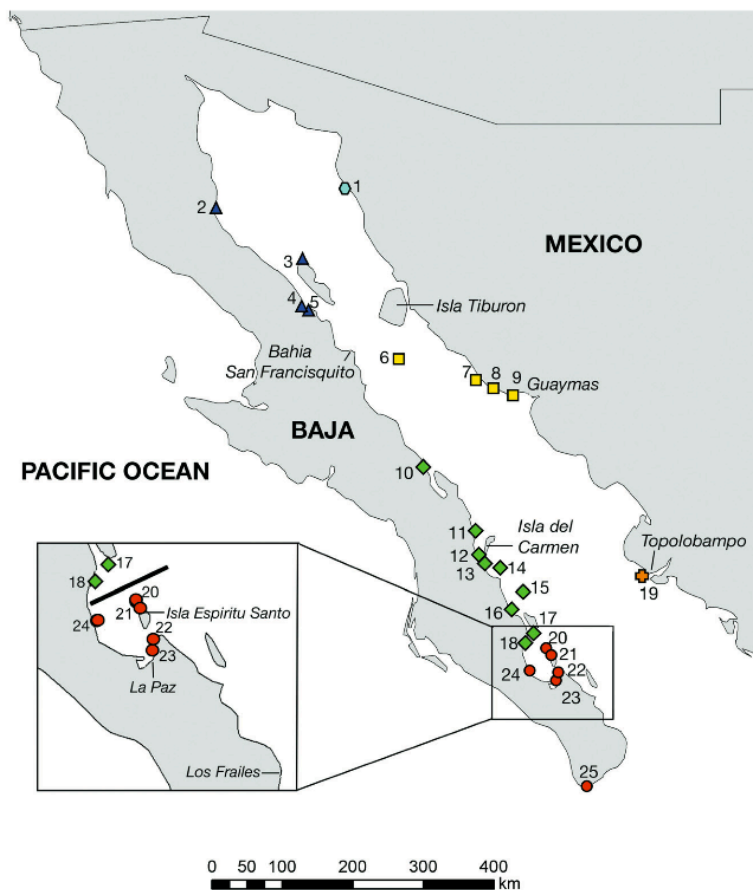 1
2
3
4
5
MEXICO
Isla Tiburon
Bahia
San Francisquito
6
7
8
9
Guaymas
BAJA
PACIFIC OCEAN
10
11
Isla del
Carmen
12
13
14
15
16
Topolobampo
19
17
18
20
21
22
23
24
25
17
18
20
21
Isla Espiritu Santo
22
23
24
La Paz
Los Frailes
0 50 100 200 300 400
km